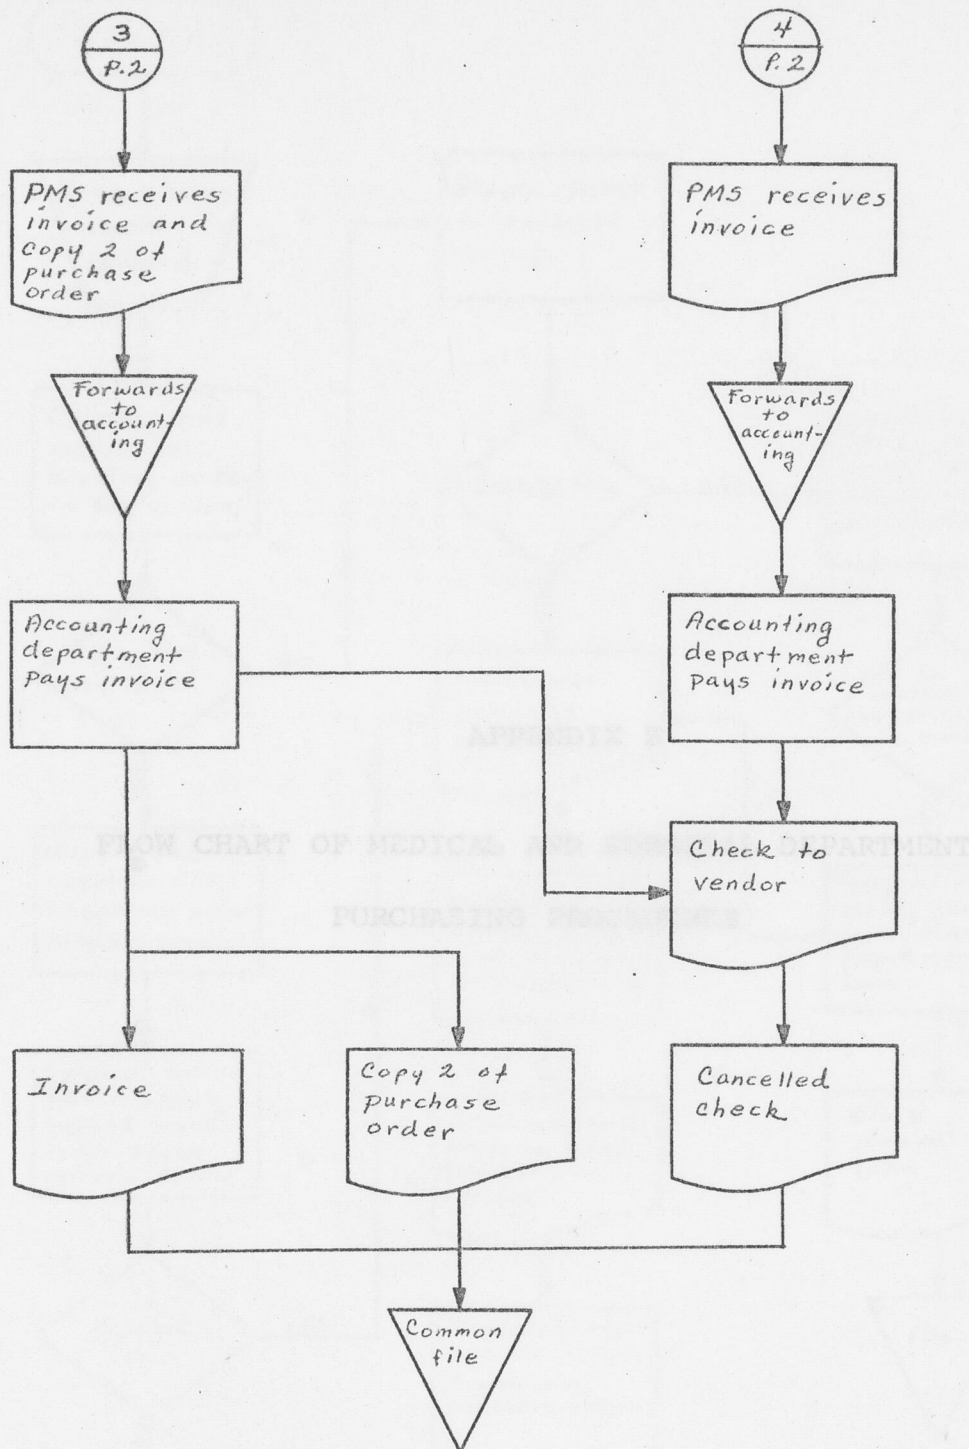 3
P.2
4
P.2
PMS receives
invoice and
Copy 2 of
purchase
order
PMS receives
invoice
Forwards
to
account-
ing
Forwards
to
account-
ing
Accounting
department
pays invoice
Accounting
department
pays invoice
Check to
vendor
Invoice
Copy 2 of
purchase
order
Cancelled
check
Common
file
APPENDIX
FLOW CHART OF MEDICAL AND DEPARTMENT
PURCHASING